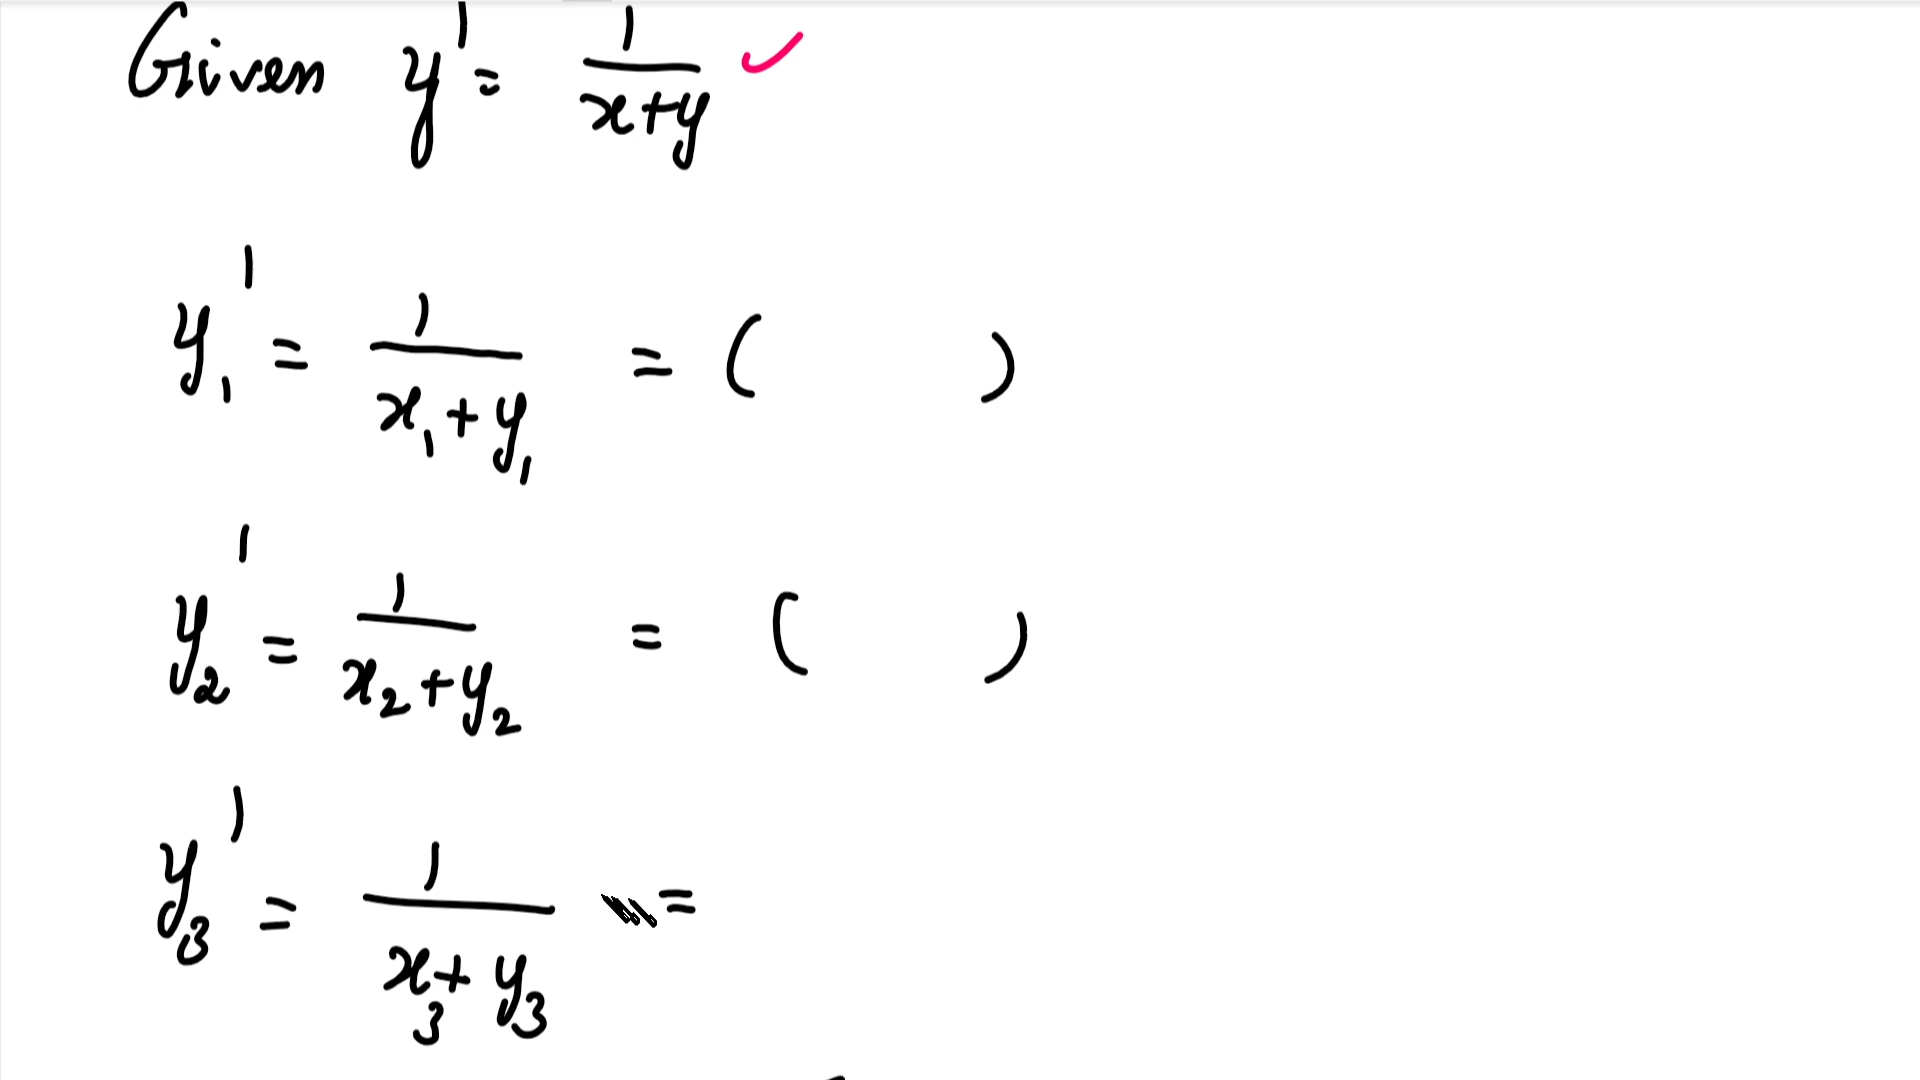 Given y' = 1/(x+y) ✓
y₁' = 1/(x₁+y₁) = (     )
y₂' = 1/(x₂+y₂) = (     )
y₃' = 1/(x₃+y₃) =